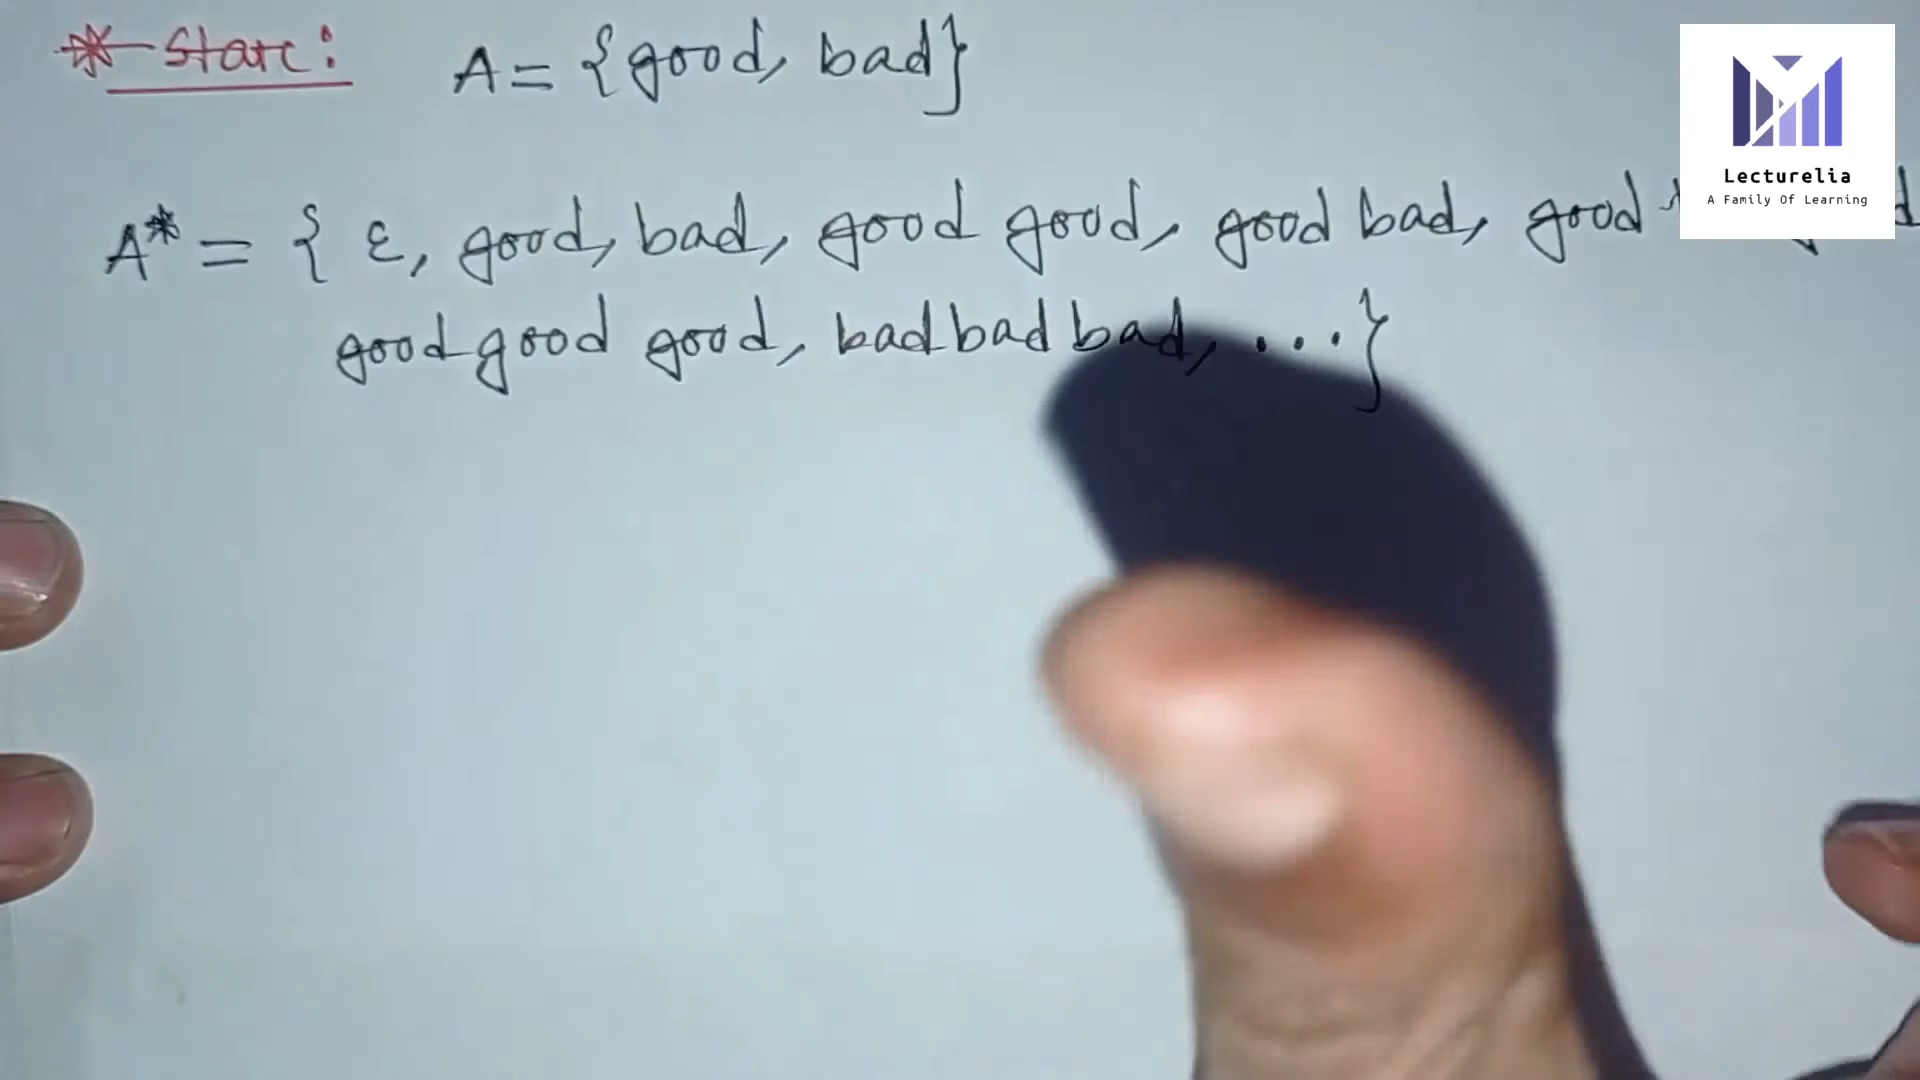 * Starc: A = {good, bad}
A* = { ε, good, bad, good good, good bad, good
good good good, bad bad bad, ...}
Lecturelia
A Family Of Learning